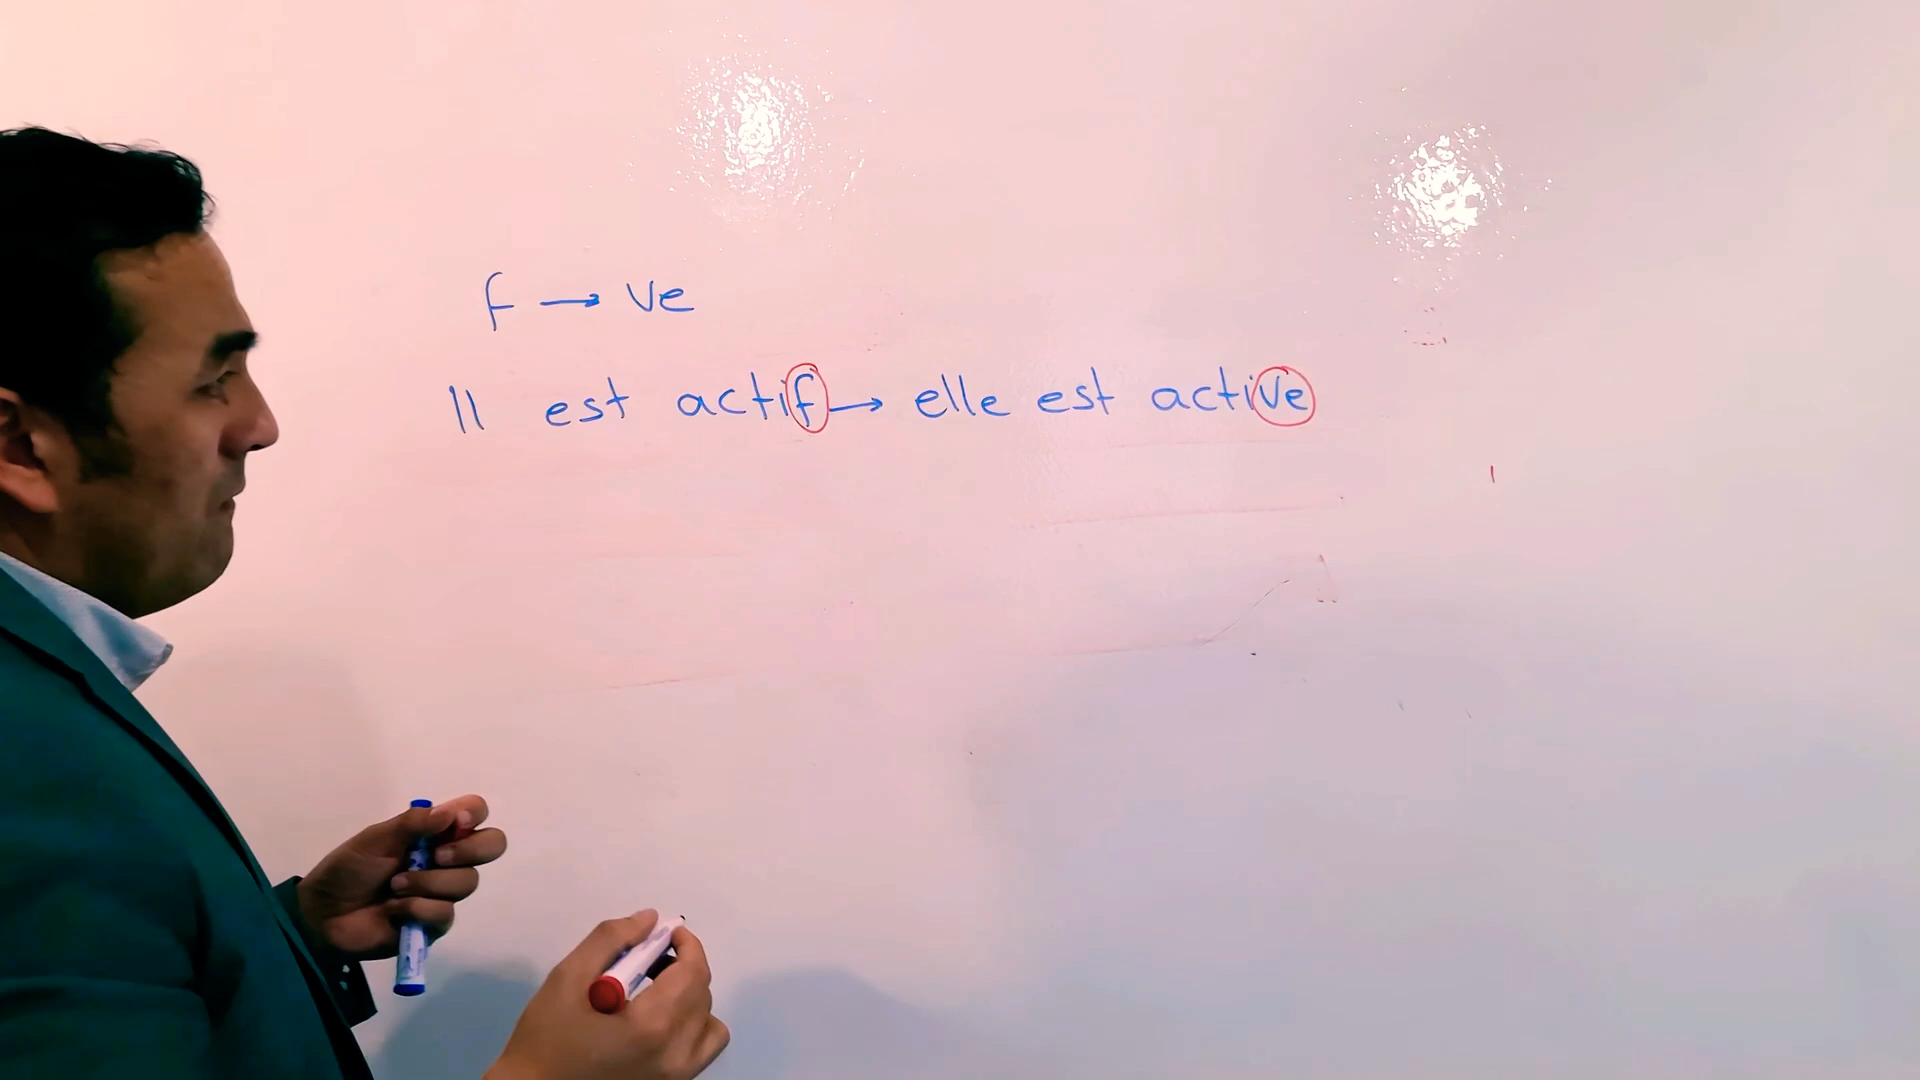 f → ve
Il est actif → elle est active